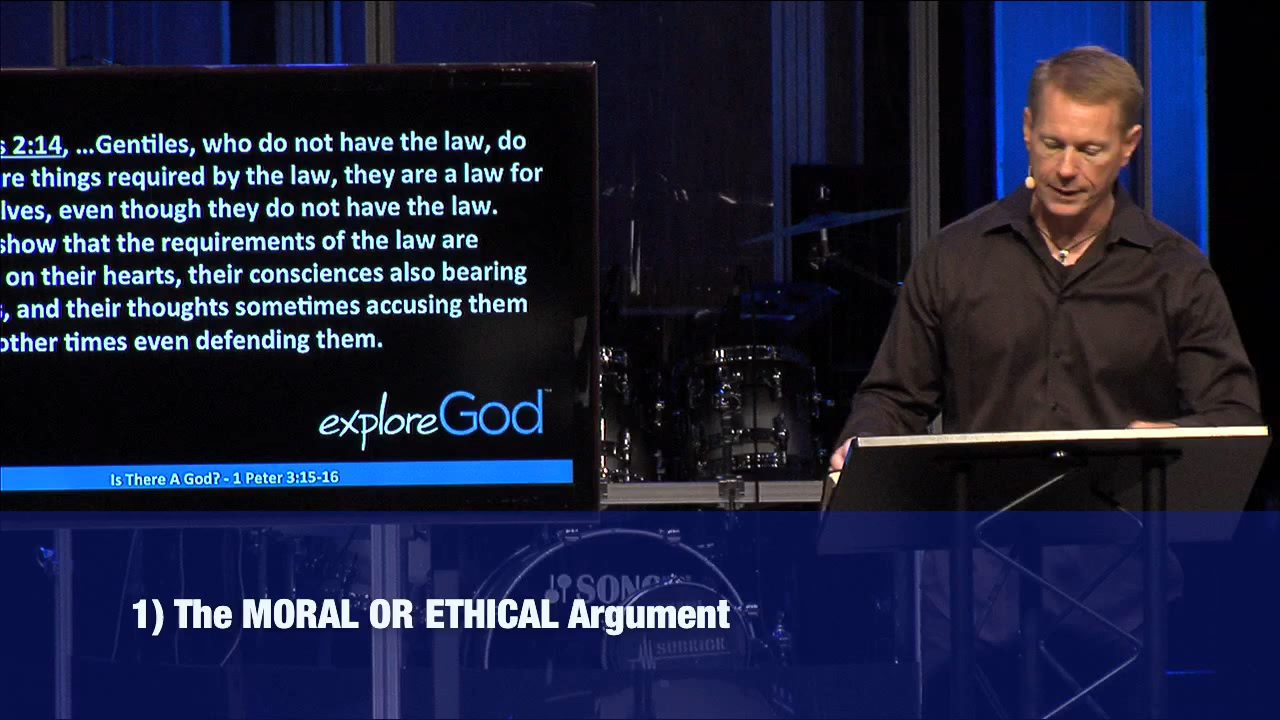 s 2:14, ...Gentiles, who do not have the law, do
re things required by the law, they are a law for
lves, even though they do not have the law.
show that the requirements of the law are
on their hearts, their consciences also bearing
s, and their thoughts sometimes accusing them
other times even defending them.
exploreGod™
Is There A God? - 1 Peter 3:15-16
SONO
SOBRICK
1) The MORAL OR ETHICAL Argument